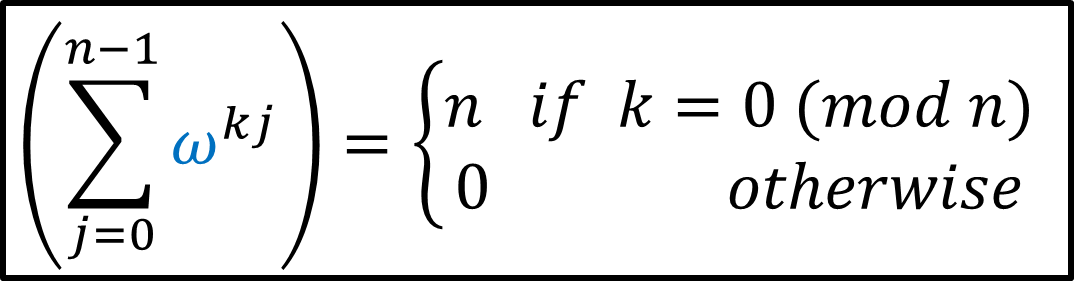 (∑_{j=0}^{n−1} ω^{kj}) = { n if k = 0 (mod n)
0 otherwise